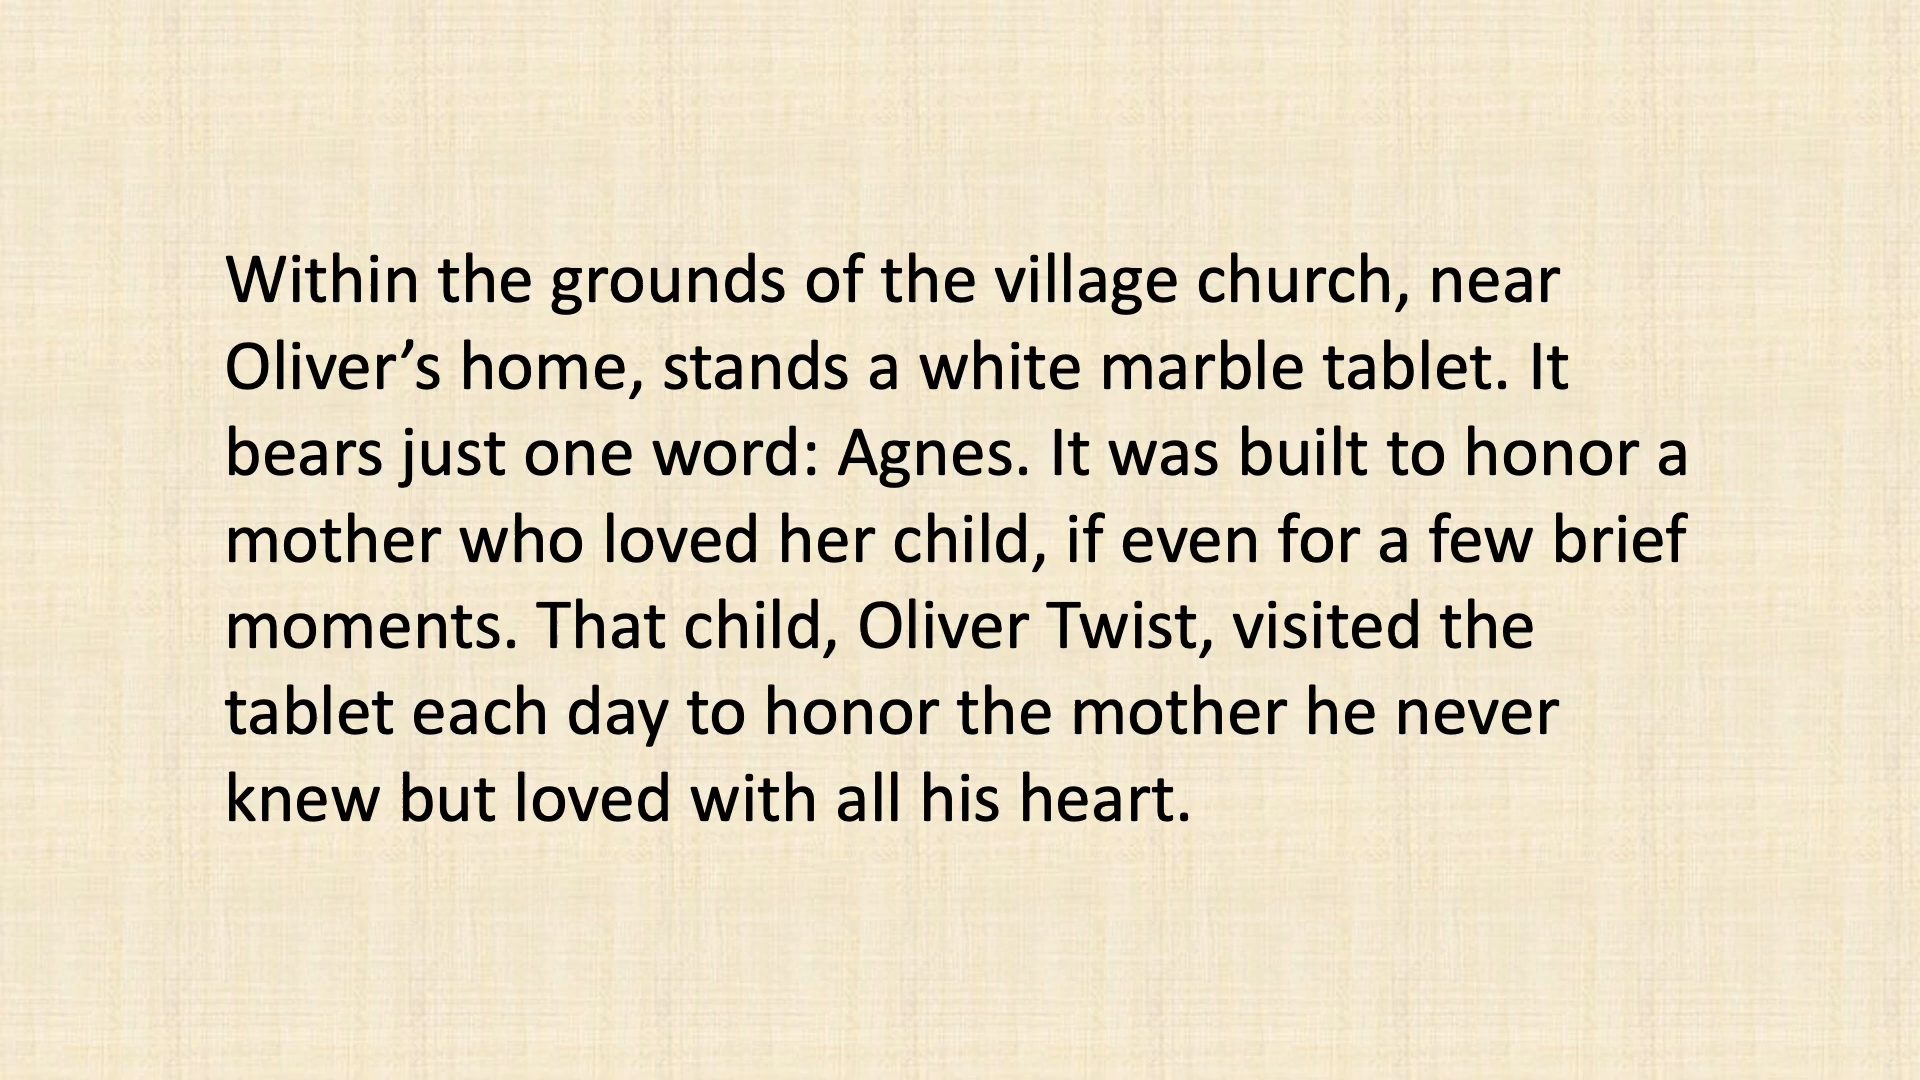 Within the grounds of the village church, near
Oliver’s home, stands a white marble tablet. It
bears just one word: Agnes. It was built to honor a
mother who loved her child, if even for a few brief
moments. That child, Oliver Twist, visited the
tablet each day to honor the mother he never
knew but loved with all his heart.